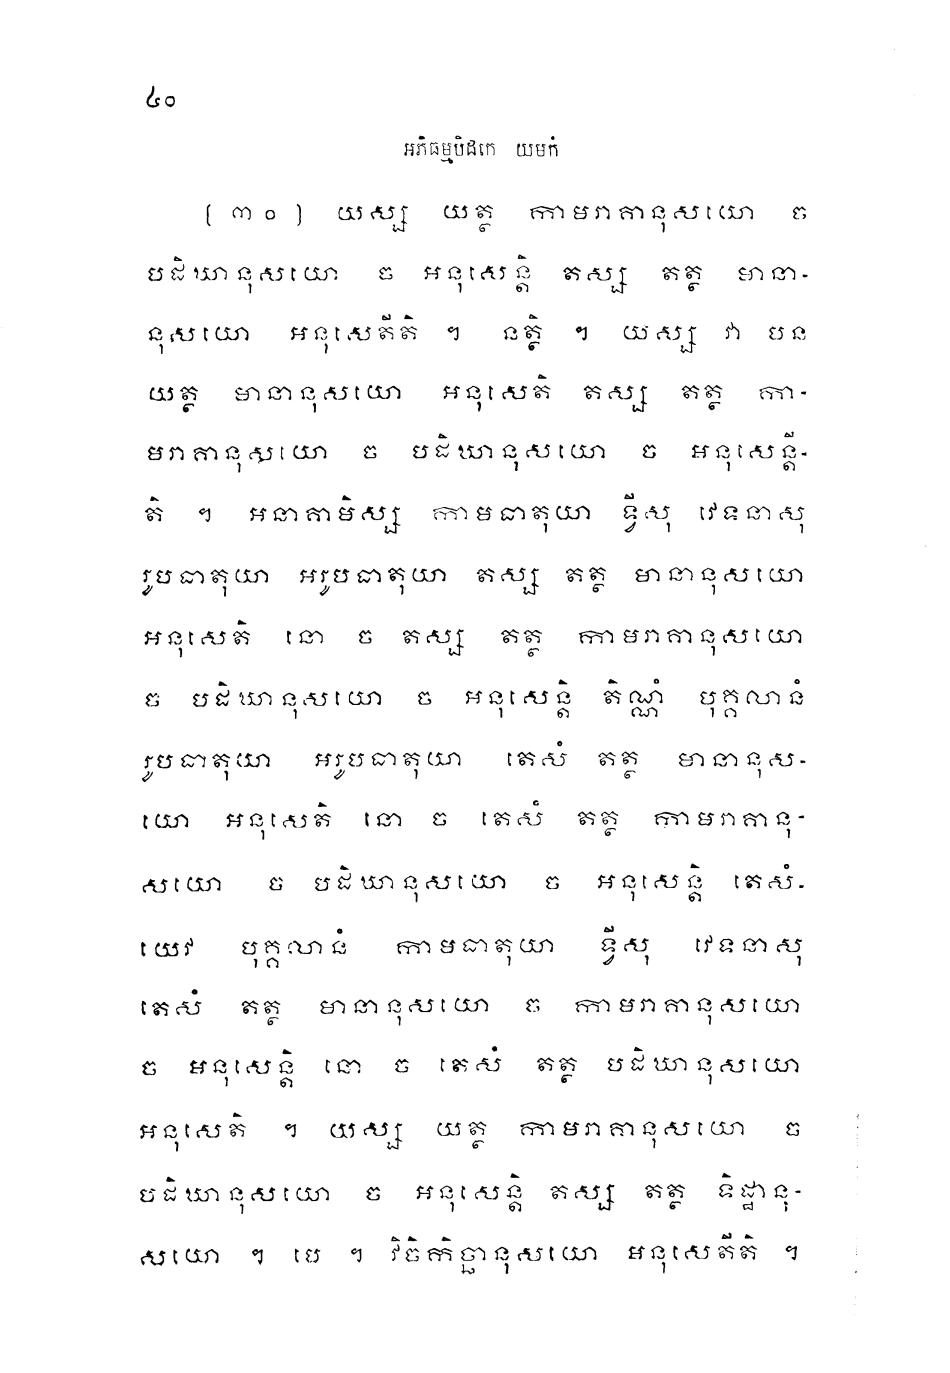 ៤០
អភិធម្មបិដកេ យមកំ
(៣០) យស្ស យត្ថ កាមរាគានុសយោ ច
បដិឃានុសយោ ច អនុសេន្តិ តស្ស តត្ថ មានា-
នុសយោ អនុសេតីតិ ។ នត្ថិ ។ យស្ស វា បន
យត្ថ មានានុសយោ អនុសេតិ តស្ស តត្ថ កា-
មរាគានុសយោ ច បដិឃានុសយោ ច អនុសេន្តី-
តិ ។ អនាគាមិស្ស កាមធាតុយា ទ្វីសុ វេទនាសុ
រូបធាតុយា អរូបធាតុយា តស្ស តត្ថ មានានុសយោ
អនុសេតិ នោ ច តស្ស តត្ថ កាមរាគានុសយោ
ច បដិឃានុសយោ ច អនុសេន្តិ តិណ្ណំ បុគ្គលានំ
រូបធាតុយា អរូបធាតុយា តេសំ តត្ថ មានានុស-
យោ អនុសេតិ នោ ច តេសំ តត្ថ កាមរាគានុ-
សយោ ច បដិឃានុសយោ ច អនុសេន្តិ តេសំ-
យេវ បុគ្គលានំ កាមធាតុយា ទ្វីសុ វេទនាសុ
តេសំ តត្ថ មានានុសយោ ច កាមរាគានុសយោ
ច អនុសេន្តិ នោ ច តេសំ តត្ថ បដិឃានុសយោ
អនុសេតិ ។ យស្ស យត្ថ កាមរាគានុសយោ ច
បដិឃានុសយោ ច អនុសេន្តិ តស្ស តត្ថ ទិដ្ឋានុ-
សយោ ។ បេ ។ វិចិកិច្ឆានុសយោ អនុសេតីតិ ។